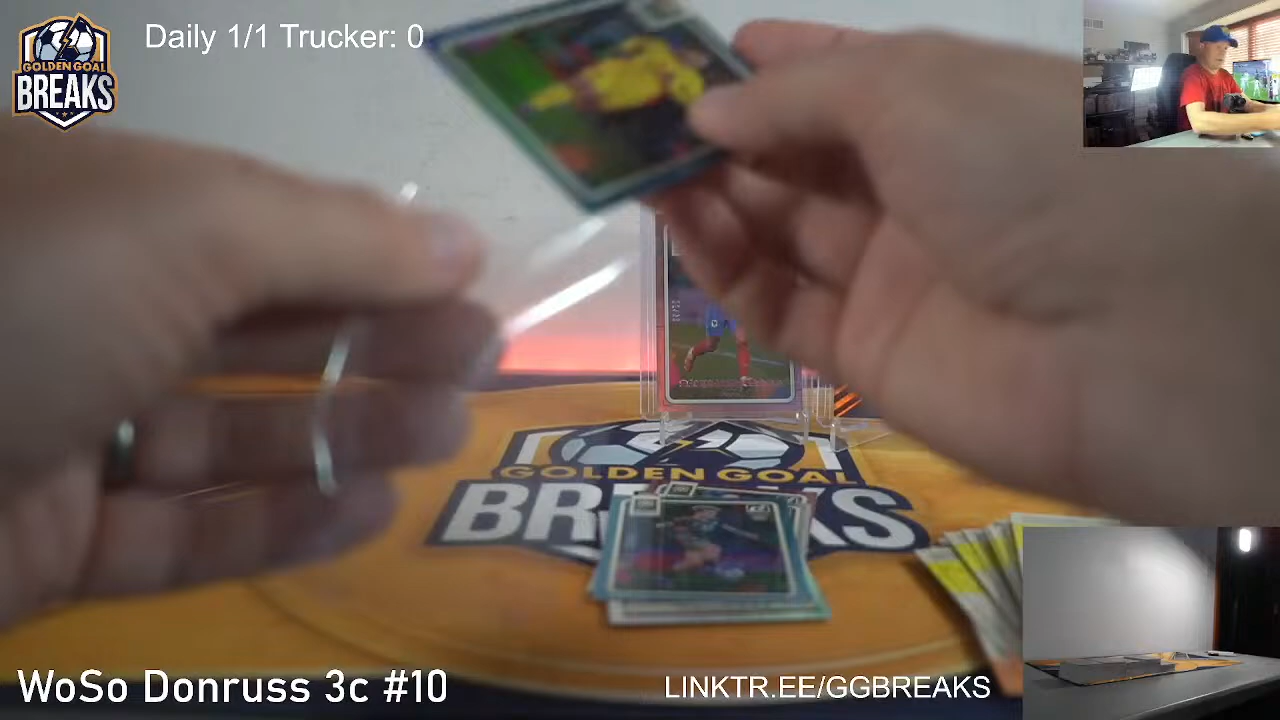 Daily 1/1 Trucker: 0
GOLDEN GOAL
BREAKS
GOLDEN GOAL
BREAKS
WoSo Donruss 3c #10
LINKTR.EE/GGBREAKS